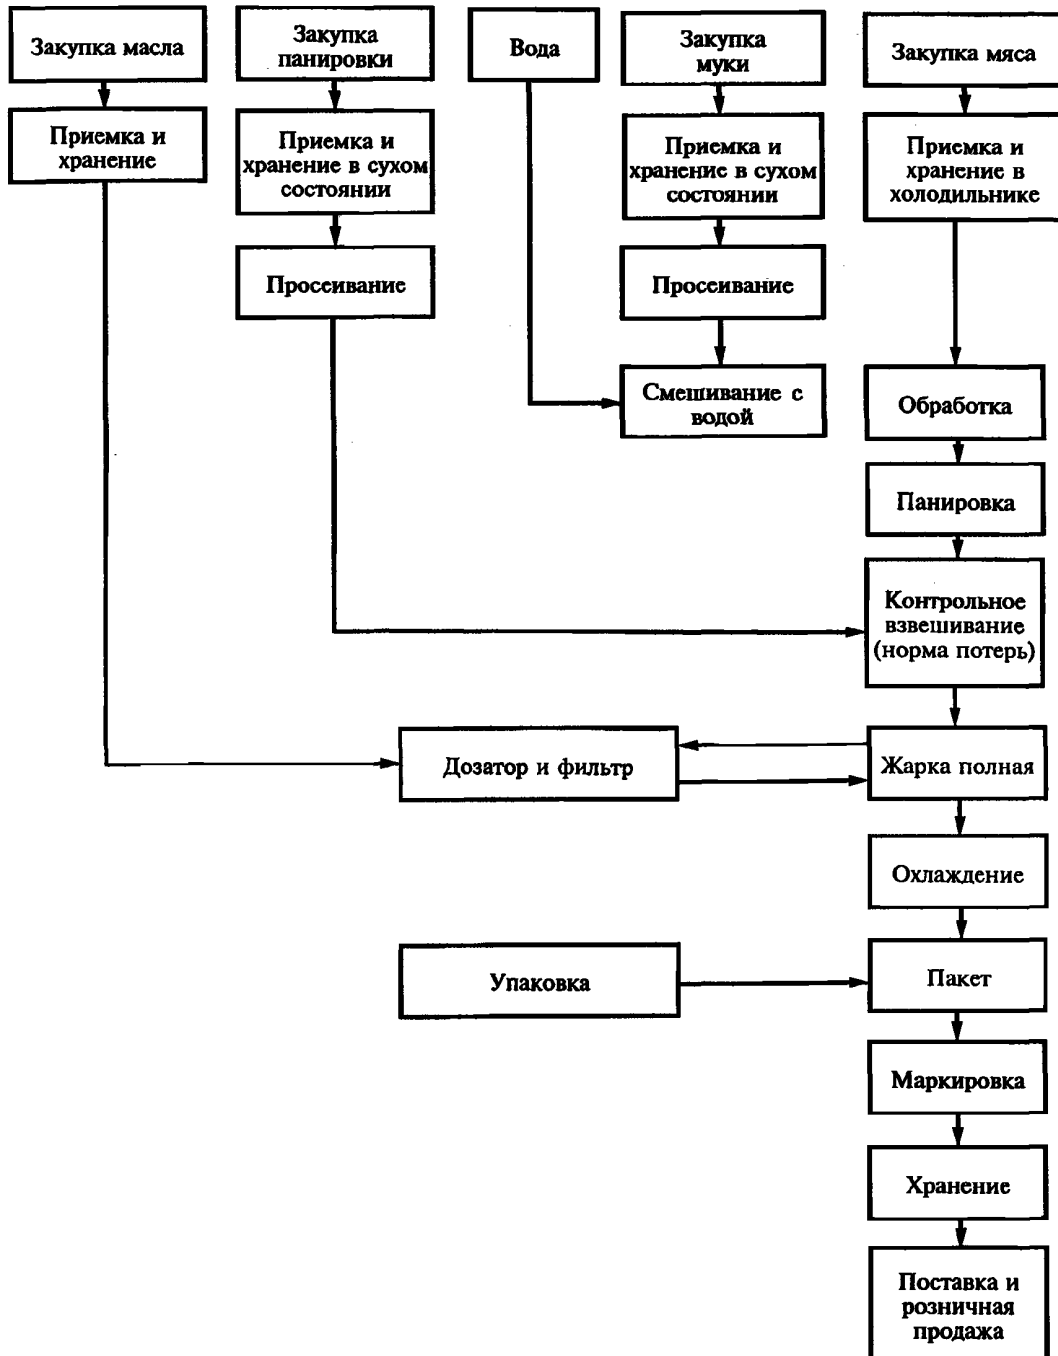 Закупка масла
Закупка
панировки
Вода
Закупка
муки
Закупка мяса
Приемка и
хранение
Приемка и
хранение в сухом
состоянии
Приемка и
хранение в сухом
состоянии
Приемка и
хранение в
холодильнике
Просеивание
Просеивание
Смешивание с
водой
Обработка
Панировка
Контрольное
взвешивание
(норма потерь)
Дозатор и фильтр
Жарка полная
Охлаждение
Упаковка
Пакет
Маркировка
Хранение
Поставка и
розничная
продажа